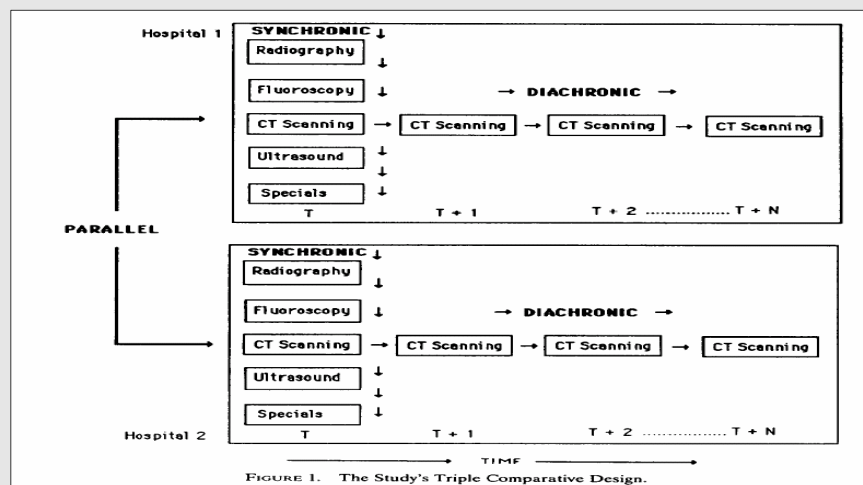 Hospital 1
SYNCHRONIC
Radiography
Fluoroscopy
→ DIACHRONIC →
CT Scanning → CT Scanning → CT Scanning → CT Scanning
Ultrasound
Specials
T T + 1 T + 2 ................ T + N
PARALLEL
SYNCHRONIC
Radiography
Fluoroscopy
→ DIACHRONIC →
CT Scanning → CT Scanning → CT Scanning → CT Scanning
Ultrasound
Specials
Hospital 2
T T + 1 T + 2 ................ T + N
TIME
FIGURE 1. The Study's Triple Comparative Design.